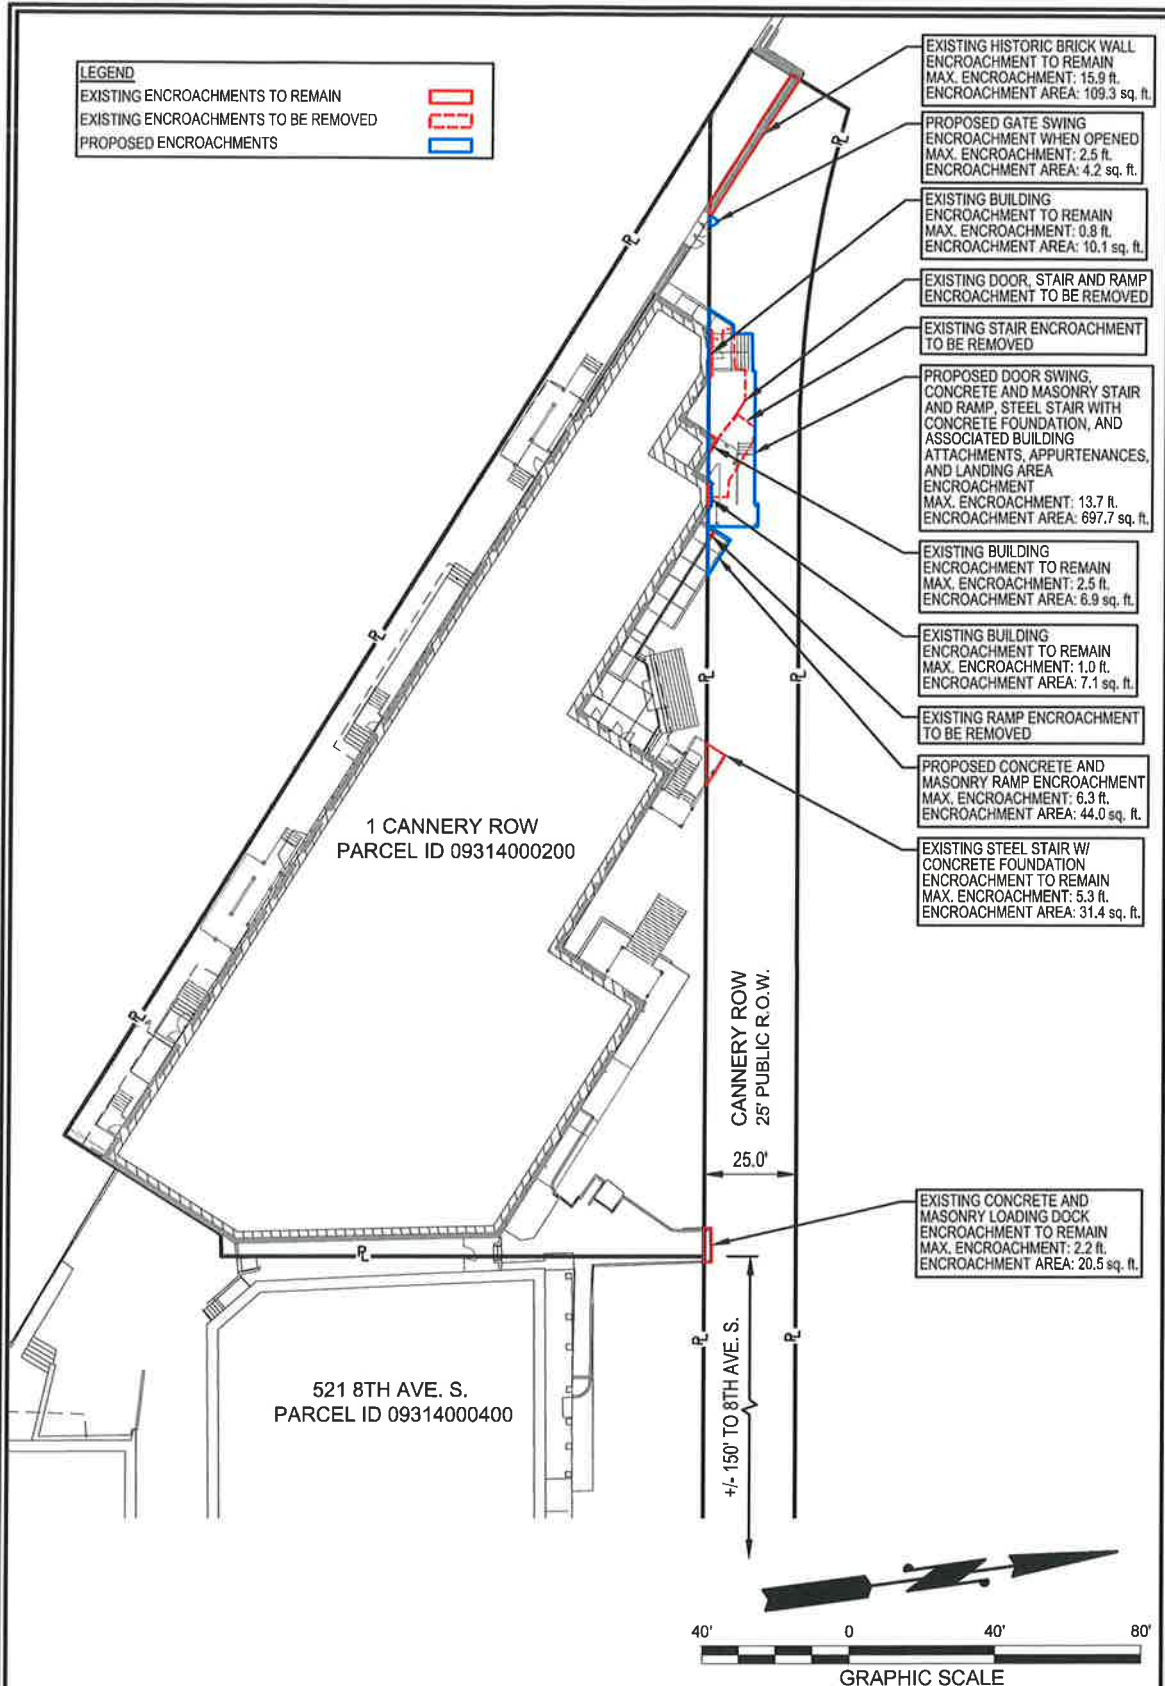 LEGEND
EXISTING ENCROACHMENTS TO REMAIN
EXISTING ENCROACHMENTS TO BE REMOVED
PROPOSED ENCROACHMENTS
EXISTING HISTORIC BRICK WALL
ENCROACHMENT TO REMAIN
MAX. ENCROACHMENT: 15.9 ft.
ENCROACHMENT AREA: 109.3 sq. ft.
PROPOSED GATE SWING
ENCROACHMENT WHEN OPENED
MAX. ENCROACHMENT: 2.5 ft.
ENCROACHMENT AREA: 4.2 sq. ft.
EXISTING BUILDING
ENCROACHMENT TO REMAIN
MAX. ENCROACHMENT: 0.8 ft.
ENCROACHMENT AREA: 10.1 sq. ft.
EXISTING DOOR, STAIR AND RAMP
ENCROACHMENT TO BE REMOVED
EXISTING STAIR ENCROACHMENT
TO BE REMOVED
PROPOSED DOOR SWING,
CONCRETE AND MASONRY STAIR
AND RAMP, STEEL STAIR WITH
CONCRETE FOUNDATION, AND
ASSOCIATED BUILDING
ATTACHMENTS, APPURTENANCES,
AND LANDING AREA
ENCROACHMENT
MAX. ENCROACHMENT: 13.7 ft.
ENCROACHMENT AREA: 697.7 sq. ft.
EXISTING BUILDING
ENCROACHMENT TO REMAIN
MAX. ENCROACHMENT: 2.5 ft.
ENCROACHMENT AREA: 6.9 sq. ft.
EXISTING BUILDING
ENCROACHMENT TO REMAIN
MAX. ENCROACHMENT: 1.0 ft.
ENCROACHMENT AREA: 7.1 sq. ft.
EXISTING RAMP ENCROACHMENT
TO BE REMOVED
PROPOSED CONCRETE AND
MASONRY RAMP ENCROACHMENT
MAX. ENCROACHMENT: 6.3 ft.
ENCROACHMENT AREA: 44.0 sq. ft.
EXISTING STEEL STAIR W/
CONCRETE FOUNDATION
ENCROACHMENT TO REMAIN
MAX. ENCROACHMENT: 5.3 ft.
ENCROACHMENT AREA: 31.4 sq. ft.
EXISTING CONCRETE AND
MASONRY LOADING DOCK
ENCROACHMENT TO REMAIN
MAX. ENCROACHMENT: 2.2 ft.
ENCROACHMENT AREA: 20.5 sq. ft.
PL
PL
PL
PL
PL
PL
PL
PL
PL
1 CANNERY ROW
PARCEL ID 09314000200
CANNERY ROW
25' PUBLIC R.O.W.
25.0'
521 8TH AVE. S.
PARCEL ID 09314000400
+/- 150' TO 8TH AVE. S.
40' 0 40' 80'
GRAPHIC SCALE